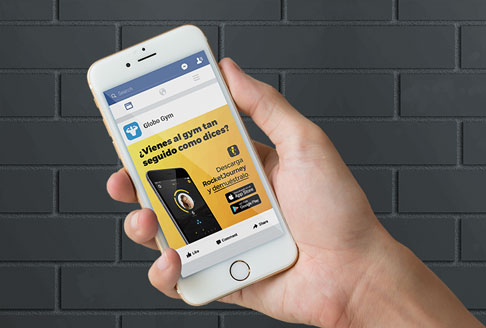 Search
Globo Gym
¿Vienes al gym tan
seguido como dices?
Descarga
RocketJourney
y demuéstralo
App Store
Google Play
Like
Comment
Share